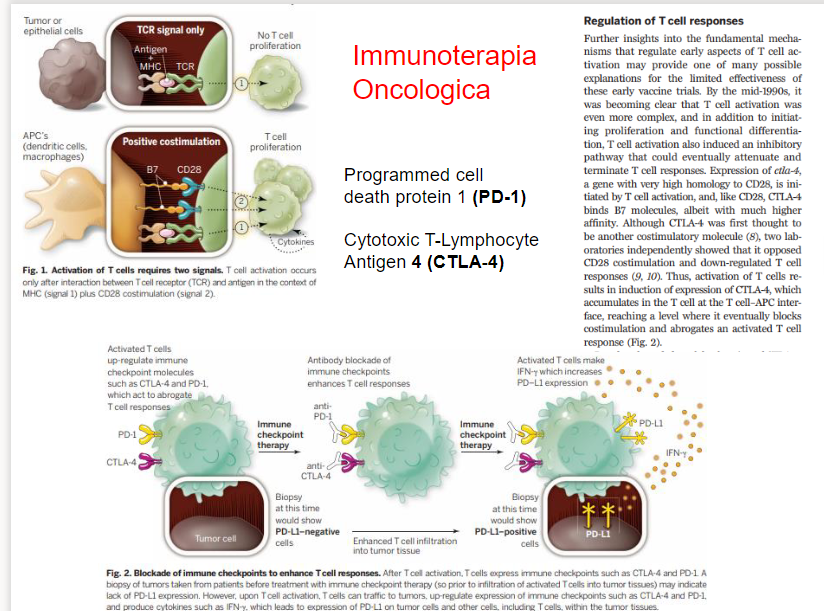 Tumor or
epithelial cells
TCR signal only
Antigen
+
MHC
TCR
1
No T cell
proliferation
APC's
(dendritic cells,
macrophages)
Positive costimulation
B7
CD28
2
1
T cell
proliferation
Cytokines
Fig. 1. Activation of T cells requires two signals. T cell activation occurs
only after interaction between T cell receptor (TCR) and antigen in the context of
MHC (signal 1) plus CD28 costimulation (signal 2).
Immunoterapia
Oncologica
Programmed cell
death protein 1 (PD-1)
Cytotoxic T-Lymphocyte
Antigen 4 (CTLA-4)
Regulation of T cell responses
Further insights into the fundamental mecha-
nisms that regulate early aspects of T cell ac-
tivation may provide one of many possible
explanations for the limited effectiveness of
these early vaccine trials. By the mid-1990s, it
was becoming clear that T cell activation was
even more complex, and in addition to initiat-
ing proliferation and functional differentia-
tion, T cell activation also induced an inhibitory
pathway that could eventually attenuate and
terminate T cell responses. Expression of ctla-4,
a gene with very high homology to CD28, is ini-
tiated by T cell activation, and, like CD28, CTLA-4
binds B7 molecules, albeit with much higher
affinity. Although CTLA-4 was first thought to
be another costimulatory molecule (8), two lab-
oratories independently showed that it opposed
CD28 costimulation and down-regulated T cell
responses (9, 10). Thus, activation of T cells re-
sults in induction of expression of CTLA-4, which
accumulates in the T cell at the T cell–APC inter-
face, reaching a level where it eventually blocks
costimulation and abrogates an activated T cell
response (Fig. 2).
Activated T cells
up-regulate immune
checkpoint molecules
such as CTLA-4 and PD-1,
which act to abrogate
T cell responses
PD-1
CTLA-4
Tumor cell
Immune
checkpoint
therapy
Antibody blockade of
immune checkpoints
enhances T cell responses
anti-
PD-1
anti-
CTLA-4
Biopsy
at this time
would show
PD-L1–negative
cells
Enhanced T cell infiltration
into tumor tissue
Immune
checkpoint
therapy
Activated T cells make
IFN-γ which increases
PD–L1 expression
PD-L1
IFN-γ
Biopsy
at this time
would show
PD-L1–positive
cells
PD-L1
Fig. 2. Blockade of immune checkpoints to enhance T cell responses. After T cell activation, T cells express immune checkpoints such as CTLA-4 and PD-1. A
biopsy of tumors taken from patients before treatment with immune checkpoint therapy (so prior to infiltration of activated T cells into tumor tissues) may indicate
lack of PD-L1 expression. However, upon T cell activation, T cells can traffic to tumors, up-regulate expression of immune checkpoints such as CTLA-4 and PD-1,
and produce cytokines such as IFN-γ, which leads to expression of PD-L1 on tumor cells and other cells, including T cells, within the tumor tissues.